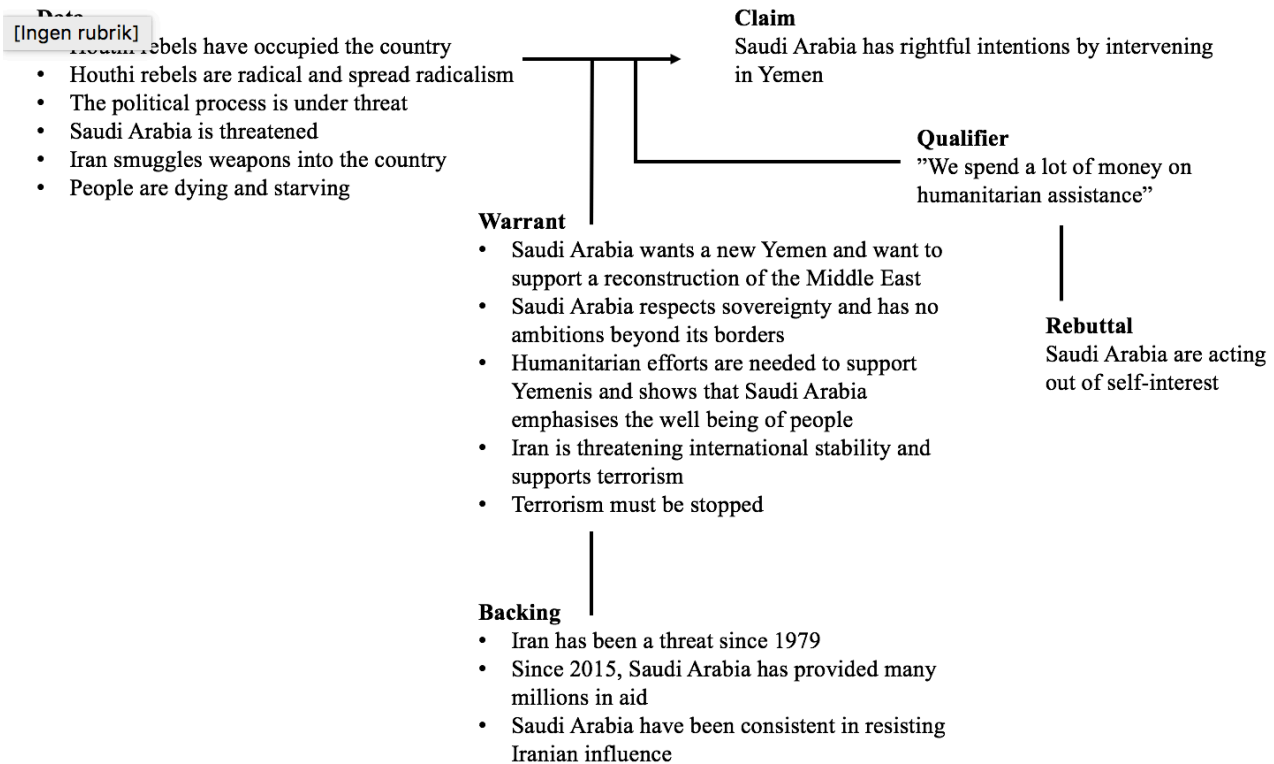 [Ingen rubrik]
rebels have occupied the country
• Houthi rebels are radical and spread radicalism
• The political process is under threat
• Saudi Arabia is threatened
• Iran smuggles weapons into the country
• People are dying and starving
Claim
Saudi Arabia has rightful intentions by intervening
in Yemen
Qualifier
”We spend a lot of money on
humanitarian assistance”
Warrant
• Saudi Arabia wants a new Yemen and want to
support a reconstruction of the Middle East
• Saudi Arabia respects sovereignty and has no
ambitions beyond its borders
• Humanitarian efforts are needed to support
Yemenis and shows that Saudi Arabia
emphasises the well being of people
• Iran is threatening international stability and
supports terrorism
• Terrorism must be stopped
Rebuttal
Saudi Arabia are acting
out of self-interest
Backing
• Iran has been a threat since 1979
• Since 2015, Saudi Arabia has provided many
millions in aid
• Saudi Arabia have been consistent in resisting
Iranian influence